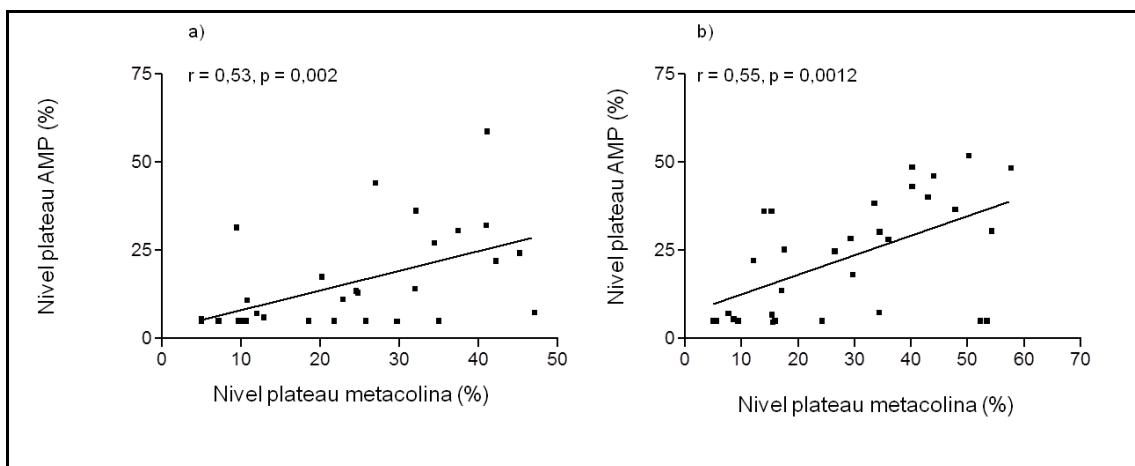 a)
r = 0,53, p = 0,002
75
50
25
0
Nivel plateau AMP (%)
0 10 20 30 40 50
Nivel plateau metacolina (%)
b)
r = 0,55, p = 0,0012
75
50
25
0
Nivel plateau AMP (%)
0 10 20 30 40 50 60 70
Nivel plateau metacolina (%)